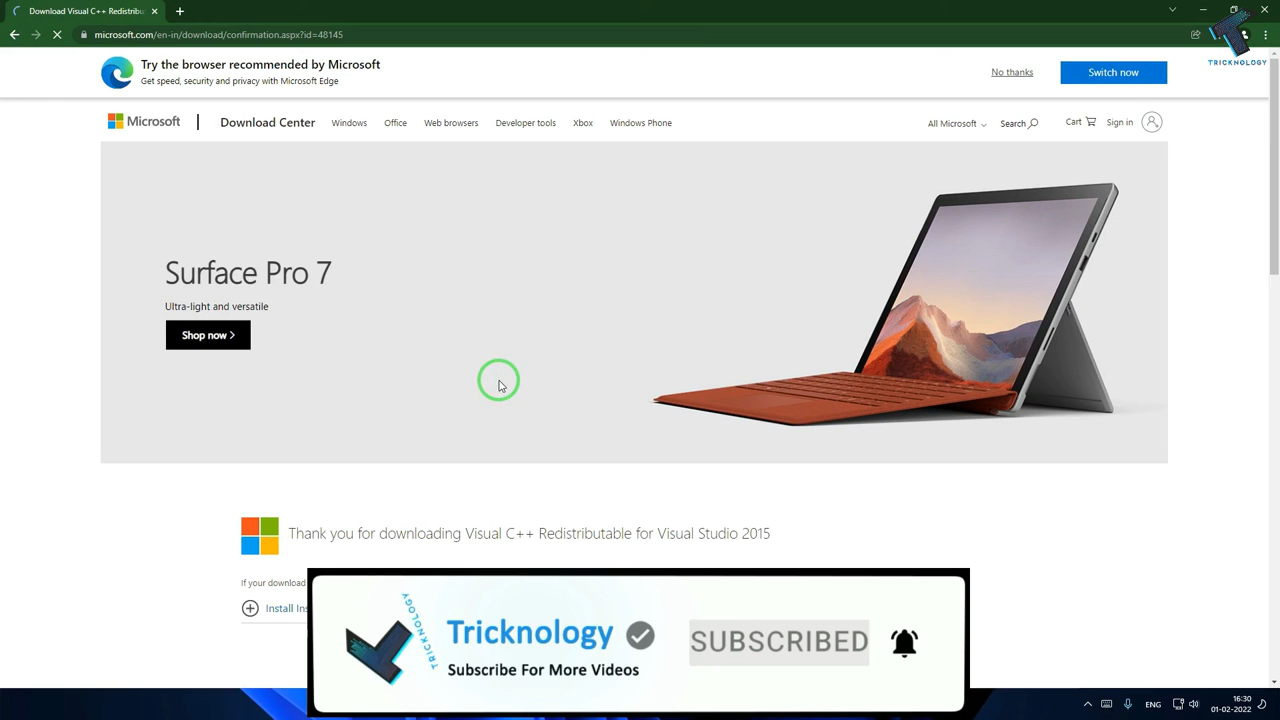 Download Visual C++ Redistribut
microsoft.com/en-in/download/confirmation.aspx?id=48145
TRICKNOLOGY
Try the browser recommended by Microsoft
Get speed, security and privacy with Microsoft Edge
No thanks
Switch now
Microsoft
Download Center
Windows
Office
Web browsers
Developer tools
Xbox
Windows Phone
All Microsoft
Search
Cart
Sign in
Surface Pro 7
Ultra-light and versatile
Shop now
Thank you for downloading Visual C++ Redistributable for Visual Studio 2015
If your download
Install Ins
TRICKNOLOGY
Tricknology
Subscribe For More Videos
SUBSCRIBED
ENG
16:30
01-02-2022